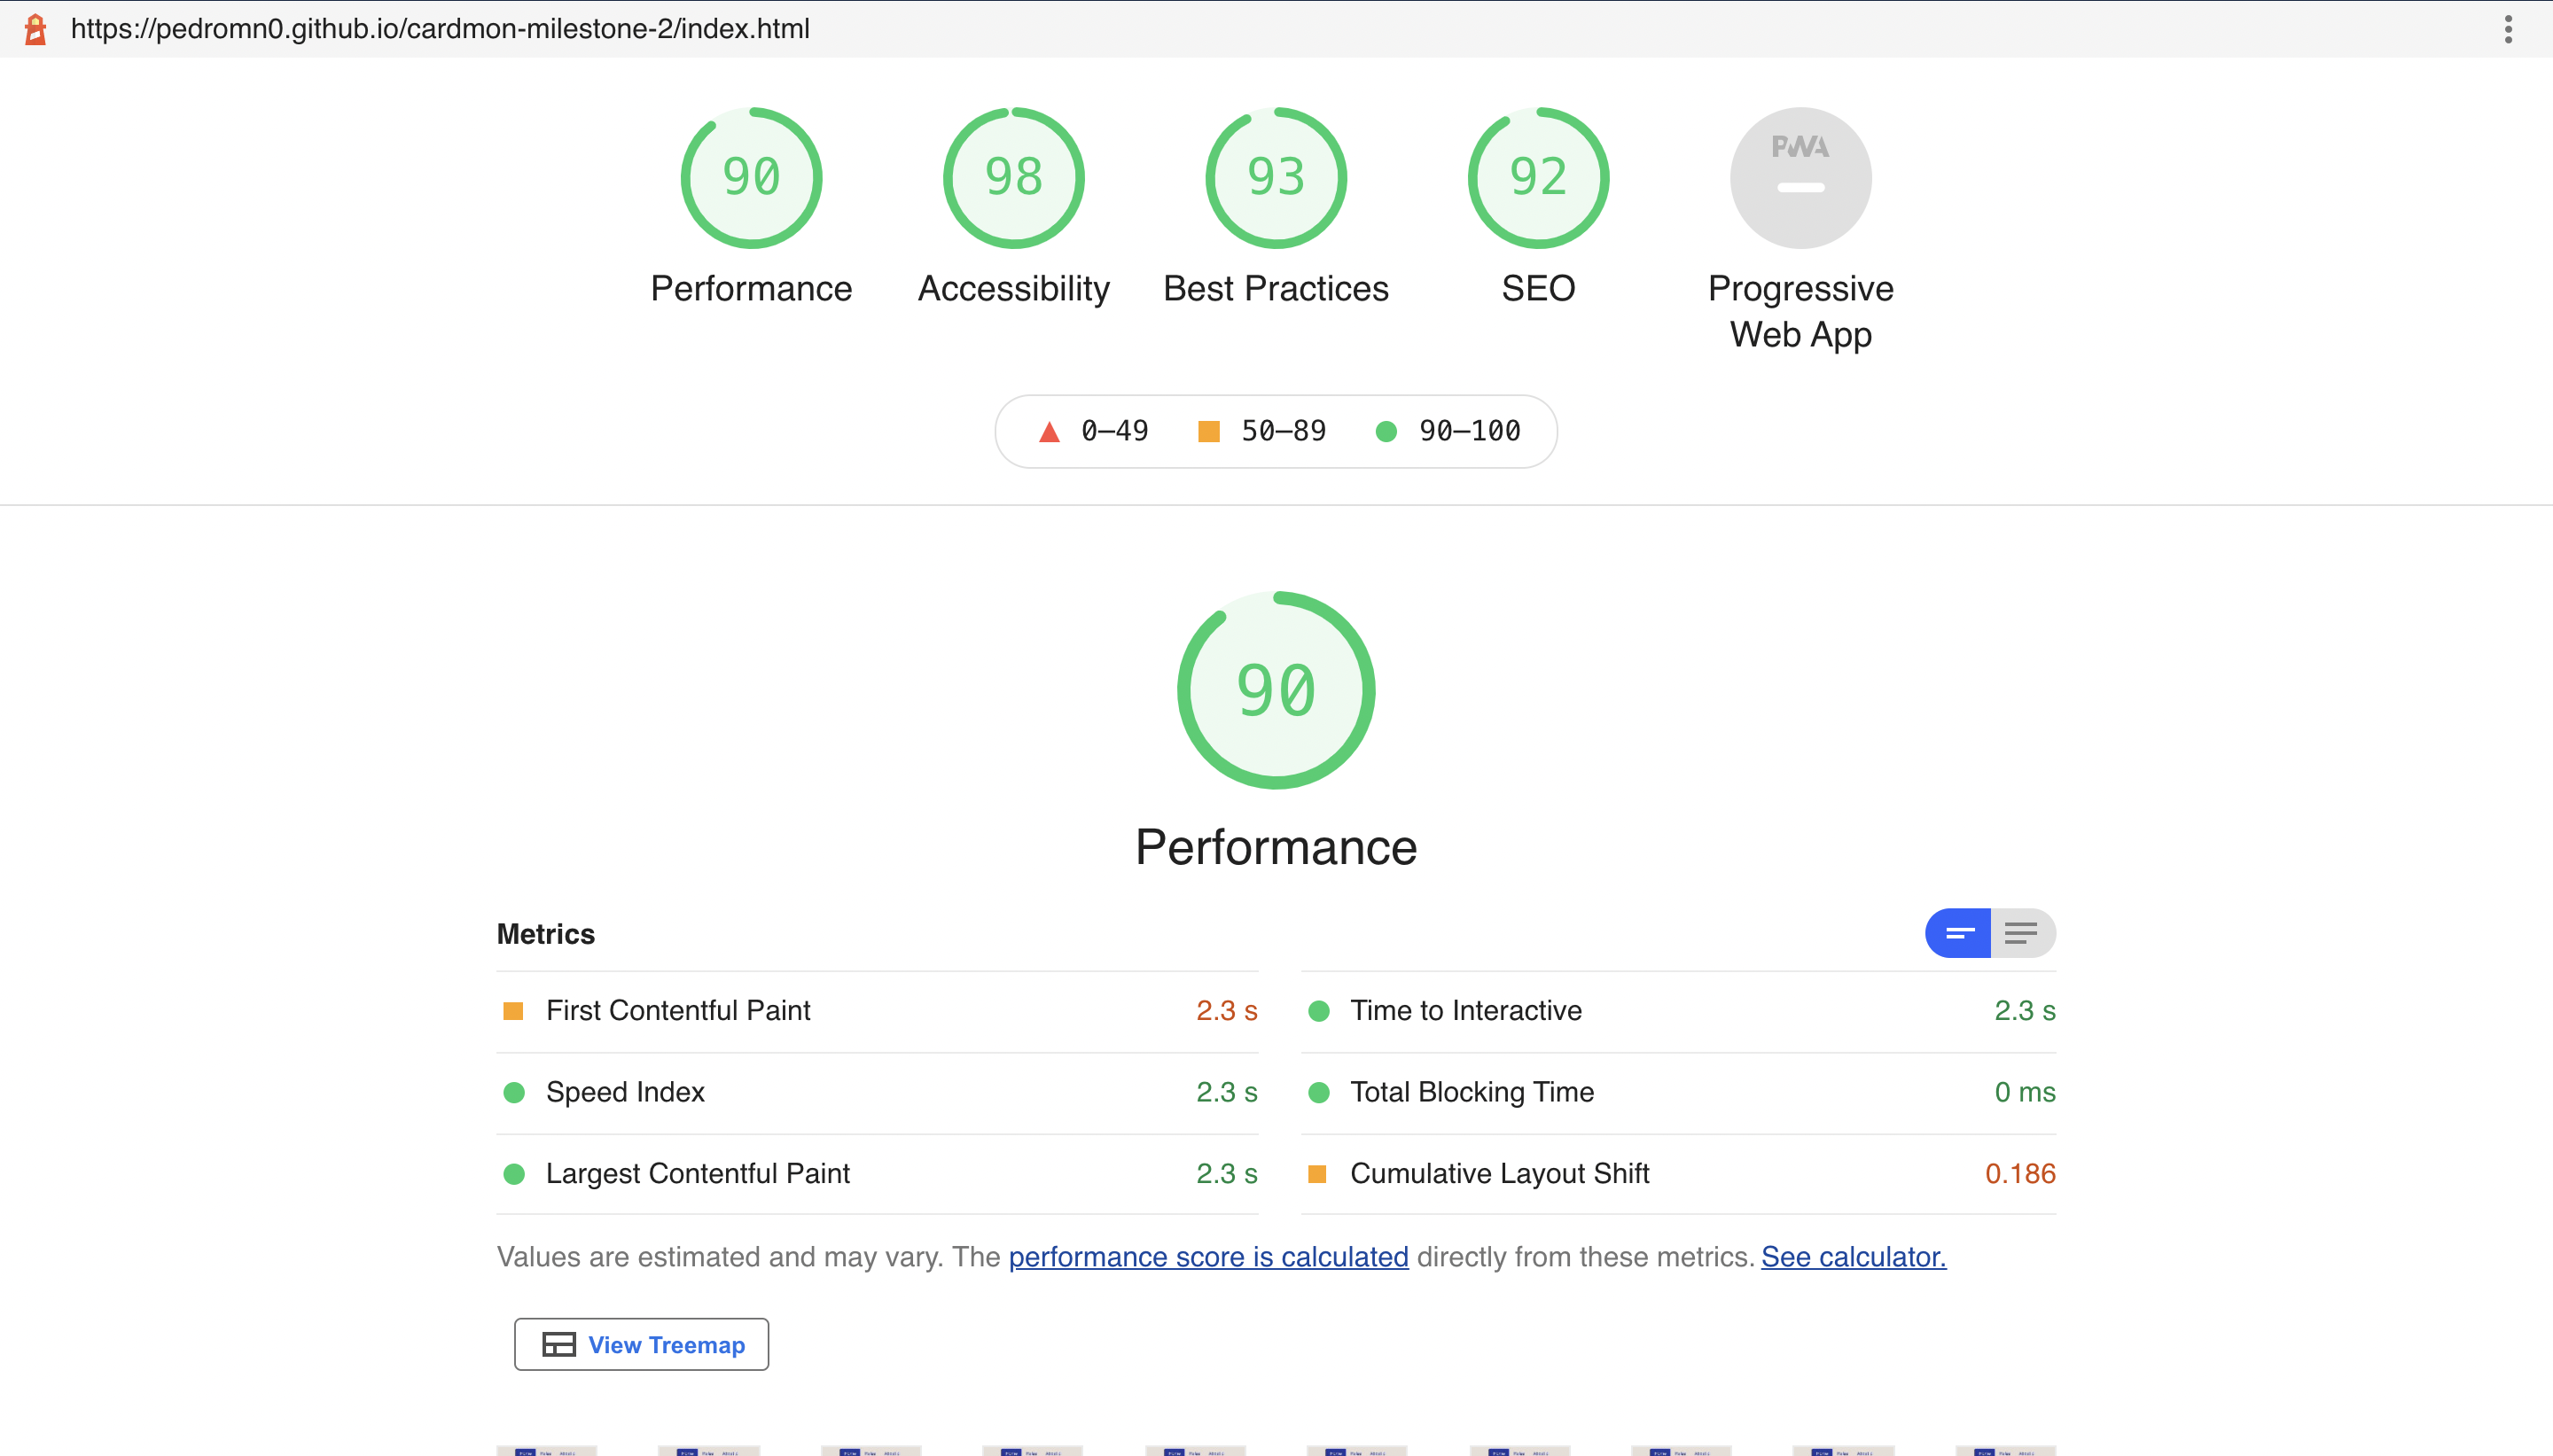 https://pedromn0.github.io/cardmon-milestone-2/index.html
90
98
93
92
PWA
Performance
Accessibility
Best Practices
SEO
Progressive
Web App
0–49
50–89
90–100
90
Performance
Metrics
First Contentful Paint
2.3 s
Time to Interactive
2.3 s
Speed Index
2.3 s
Total Blocking Time
0 ms
Largest Contentful Paint
2.3 s
Cumulative Layout Shift
0.186
Values are estimated and may vary. The performance score is calculated directly from these metrics. See calculator.
View Treemap